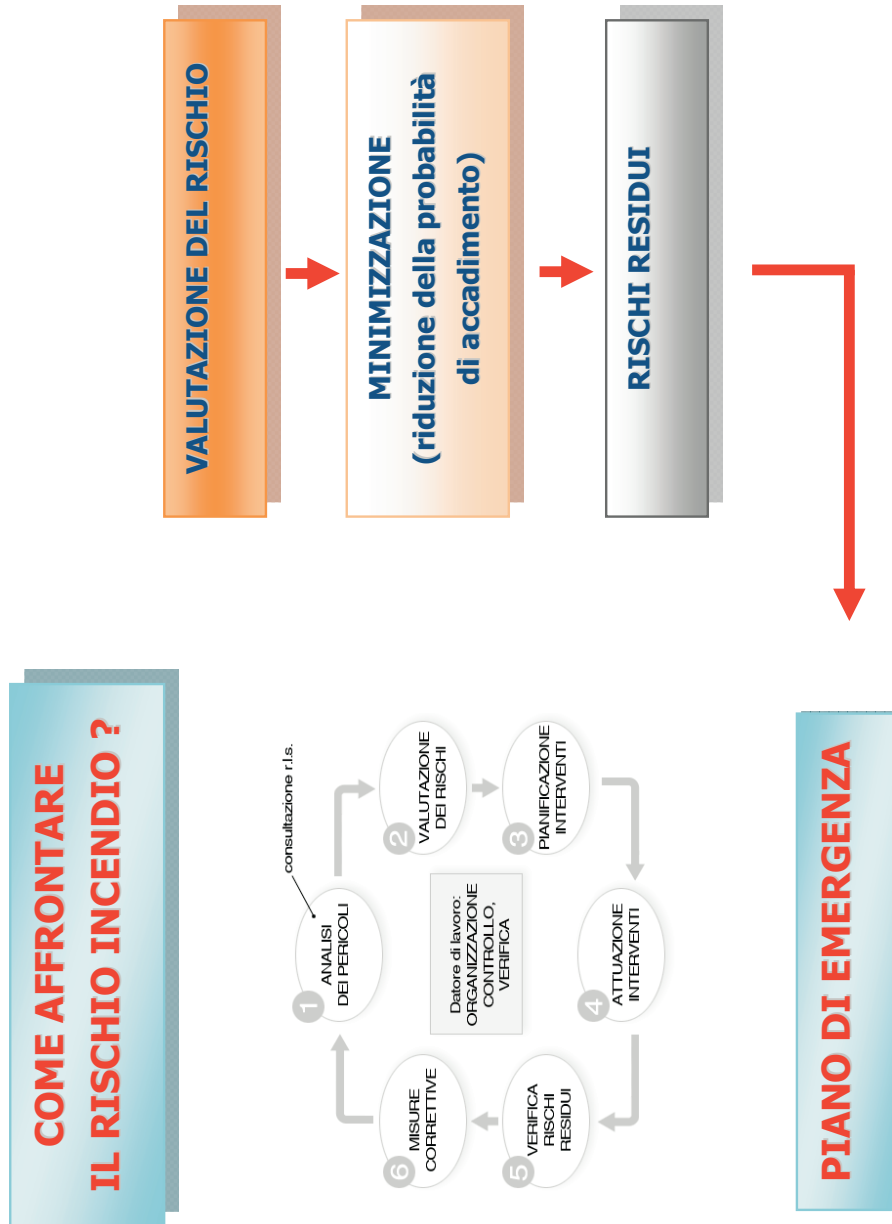 COME AFFRONTARE
IL RISCHIO INCENDIO ?
VALUTAZIONE DEL RISCHIO
MINIMIZZAZIONE
(riduzione della probabilità
di accadimento)
RISCHI RESIDUI
consultazione r.l.s.
1
ANALISI
DEI PERICOLI
2
VALUTAZIONE
DEI RISCHI
3
PIANIFICAZIONE
INTERVENTI
4
ATTUAZIONE
INTERVENTI
5
VERIFICA
RISCHI
RESIDUI
6
MISURE
CORRETTIVE
Datore di lavoro:
ORGANIZZAZIONE
CONTROLLO,
VERIFICA
PIANO DI EMERGENZA